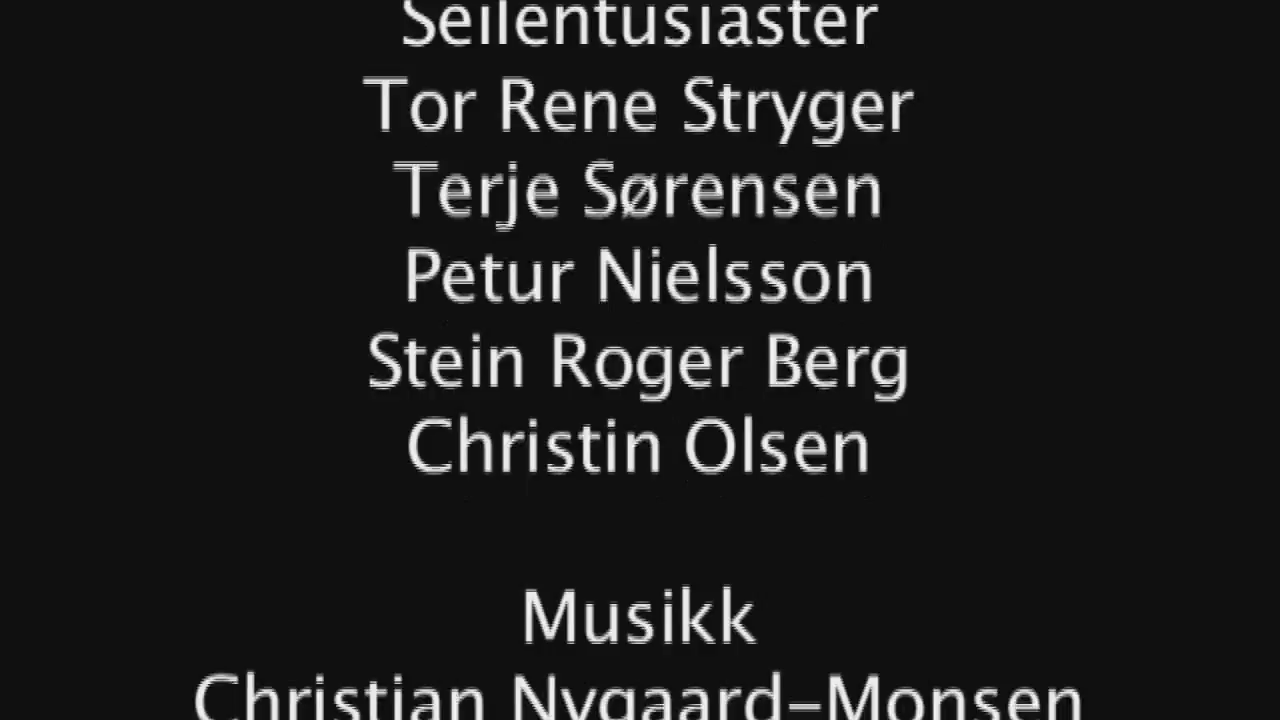 Seilentusiaster
Tor Rene Stryger
Terje Sørensen
Petur Nielsson
Stein Roger Berg
Christin Olsen
Musikk
Christian Nygaard-Monsen